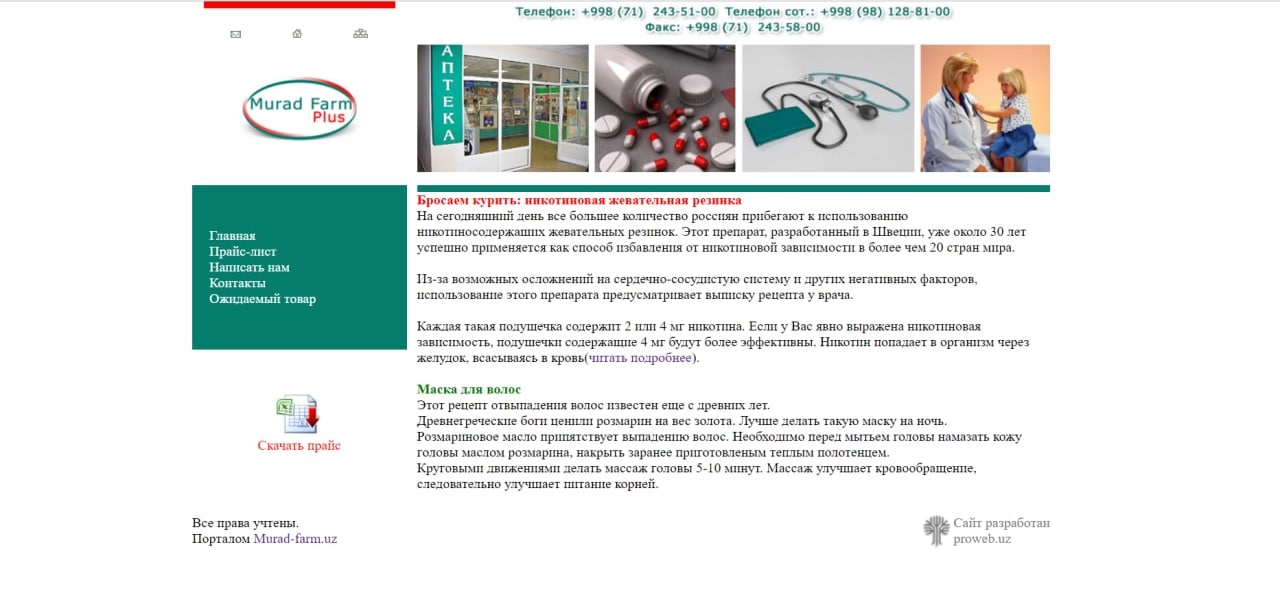 Телефон: +998 (71) 243-51-00 Телефон сот.: +998 (98) 128-81-00
Факс: +998 (71) 243-58-00
Murad Farm
Plus
АПТЕКА
Главная
Прайс-лист
Написать нам
Контакты
Ожидаемый товар
Скачать прайс
Бросаем курить: никотиновая жевательная резинка
На сегодняшний день все большее количество россиян прибегают к использованию
никотиносодержаших жевательных резинок. Этот препарат, разработанный в Швеции, уже около 30 лет
успешно применяется как способ избавления от никотиновой зависимости в более чем 20 стран мира.
Из-за возможных осложнений на сердечно-сосудистую систему и других негативных факторов,
использование этого препарата предусматривает выписку рецепта у врача.
Каждая такая подушечка содержит 2 или 4 мг никотина. Если у Вас явно выражена никотиновая
зависимость, подушечки содержащие 4 мг будут более эффективны. Никотин попадает в организм через
желудок, всасываясь в кровь(читать подробнее).
Маска для волос
Этот рецепт отвыпадения волос известен еще с древних лет.
Древнегреческие боги ценили розмарин на вес золота. Лучше делать такую маску на ночь.
Розмариновое масло припятствует выпадению волос. Необходимо перед мытьем головы намазать кожу
головы маслом розмарина, накрыть заранее приготовленым теплым полотенцем.
Круговыми движениями делать массаж головы 5-10 минут. Массаж улучшает кровообращение,
следовательно улучшает питание корней.
Все права учтены.
Порталом Murad-farm.uz
Сайт разработан
proweb.uz